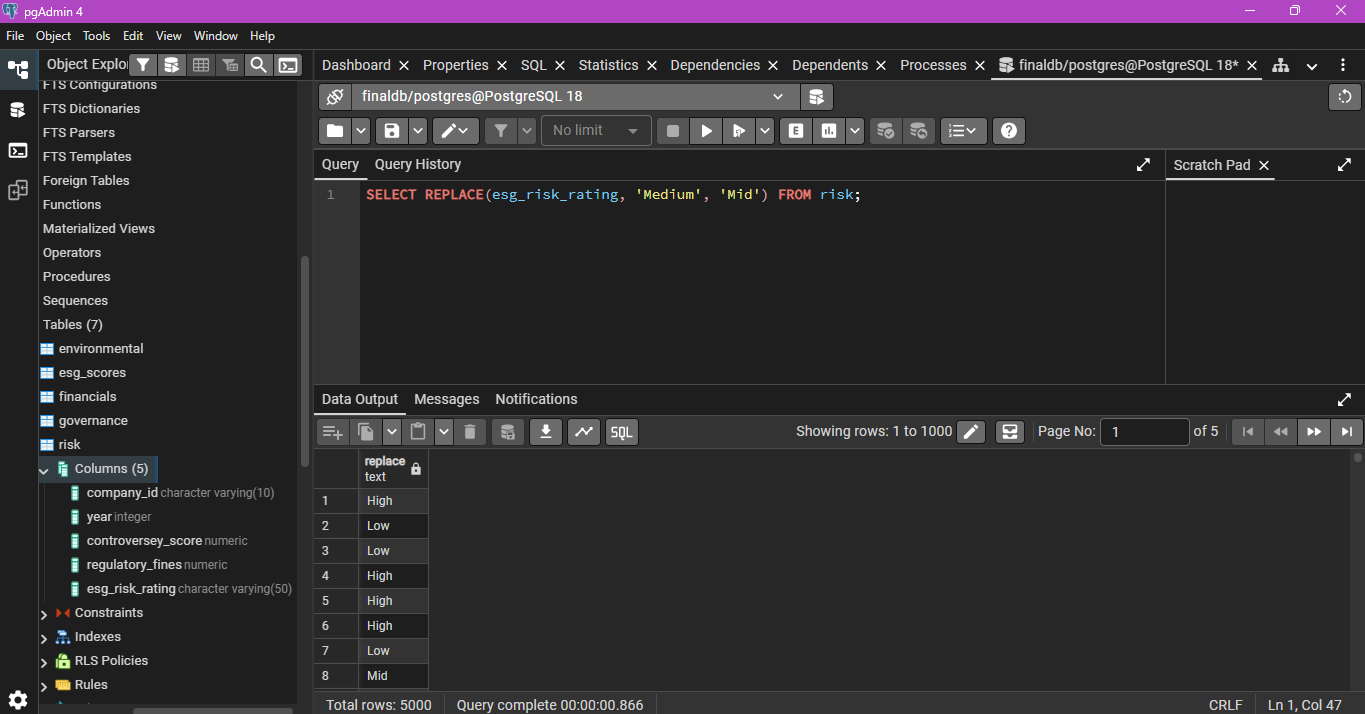 pgAdmin 4
File Object Tools Edit View Window Help
Object Explo
Dashboard Properties SQL Statistics Dependencies Dependents Processes finaldb/postgres@PostgreSQL 18*
finaldb/postgres@PostgreSQL 18
No limit
E
Query Query History
Scratch Pad
1 SELECT REPLACE(esg_risk_rating, 'Medium', 'Mid') FROM risk;
FTS Configurations
FTS Dictionaries
FTS Parsers
FTS Templates
Foreign Tables
Functions
Materialized Views
Operators
Procedures
Sequences
Tables (7)
environmental
esg_scores
financials
governance
risk
Columns (5)
company_id character varying(10)
year integer
controversey_score numeric
regulatory_fines numeric
esg_risk_rating character varying(50)
Constraints
Indexes
RLS Policies
Rules
Data Output Messages Notifications
SQL
Showing rows: 1 to 1000
Page No: 1 of 5
replace
text
1 High
2 Low
3 Low
4 High
5 High
6 High
7 Low
8 Mid
Total rows: 5000 Query complete 00:00:00.866 CRLF Ln 1, Col 47